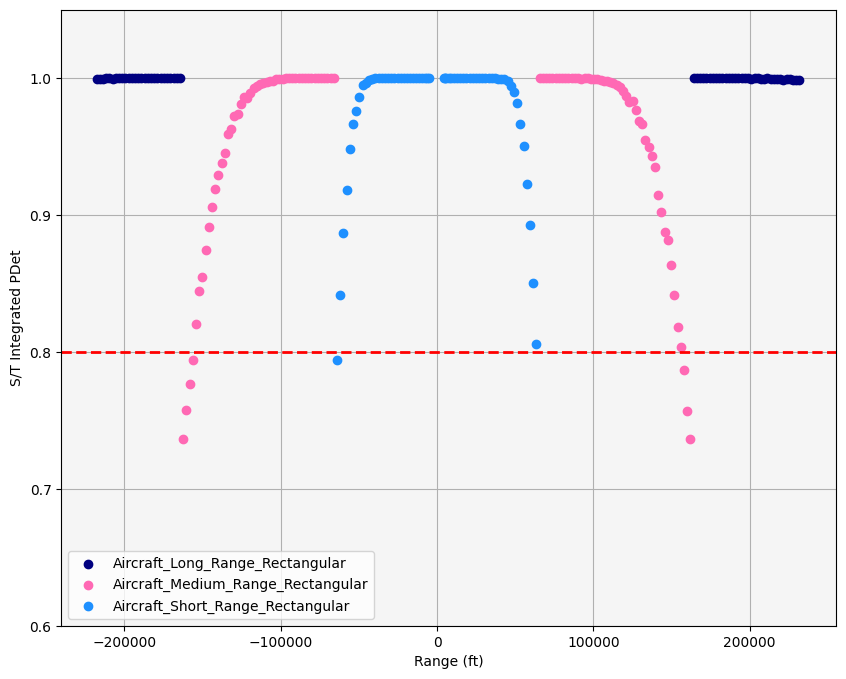 1.0
0.9
0.8
0.7
0.6
S/T Integrated PDet
Aircraft_Long_Range_Rectangular
Aircraft_Medium_Range_Rectangular
Aircraft_Short_Range_Rectangular
−200000 −100000 0 100000 200000
Range (ft)